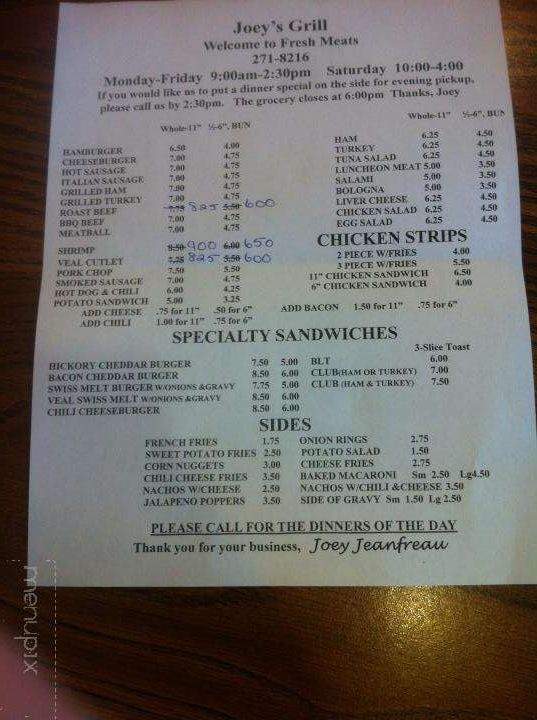 Joey's Grill
Welcome to Fresh Meats
271-8216
Monday-Friday 9:00am-2:30pm Saturday 10:00-4:00
If you would like us to put a dinner special on the side for evening pickup,
please call us by 2:30pm. The grocery closes at 6:00pm Thanks, Joey
Whole-11" ½-6", BUN
HAMBURGER 6.50 4.00
CHEESEBURGER 7.00 4.75
HOT SAUSAGE 7.00 4.75
ITALIAN SAUSAGE 7.00 4.75
GRILLED HAM 7.00 4.75
GRILLED TURKEY 7.00 4.75
ROAST BEEF 7.75 825 5.50 600
BBQ BEEF 7.00 4.75
MEATBALL 7.00 4.75
SHRIMP 8.50 900 6.00 650
VEAL CUTLET 7.75 825 5.50 600
PORK CHOP 7.50 5.50
SMOKED SAUSAGE 7.00 4.75
HOT DOG & CHILI 6.00 4.25
POTATO SANDWICH 5.00 3.25
ADD CHEESE .75 for 11" .50 for 6"
ADD CHILI 1.00 for 11" .75 for 6"
Whole-11" ½-6", BUN
HAM 6.25 4.50
TURKEY 6.25 4.50
TUNA SALAD 6.25 4.50
LUNCHEON MEAT 5.00 3.50
SALAMI 5.00 3.50
BOLOGNA 5.00 3.50
LIVER CHEESE 6.25 4.50
CHICKEN SALAD 6.25 4.50
EGG SALAD 6.25 4.50
CHICKEN STRIPS
2 PIECE W/FRIES 4.00
3 PIECE W/FRIES 5.50
11" CHICKEN SANDWICH 6.50
6" CHICKEN SANDWICH 4.00
ADD BACON 1.50 for 11" .75 for 6"
SPECIALTY SANDWICHES
HICKORY CHEDDAR BURGER 7.50 5.00
BACON CHEDDAR BURGER 8.50 6.00
SWISS MELT BURGER W/ONIONS &GRAVY 7.75 5.00
VEAL SWISS MELT W/ONIONS &GRAVY 8.50 6.00
CHILI CHEESEBURGER 8.50 6.00
3-Slice Toast
BLT 6.00
CLUB(HAM OR TURKEY) 7.00
CLUB (HAM & TURKEY) 7.50
SIDES
FRENCH FRIES 1.75
SWEET POTATO FRIES 2.50
CORN NUGGETS 3.00
CHILI CHEESE FRIES 3.50
NACHOS W/CHEESE 2.50
JALAPENO POPPERS 3.50
ONION RINGS 2.75
POTATO SALAD 1.50
CHEESE FRIES 2.75
BAKED MACARONI Sm 2.50 Lg4.50
NACHOS W/CHILI &CHEESE 3.50
SIDE OF GRAVY Sm 1.50 Lg 2.50
PLEASE CALL FOR THE DINNERS OF THE DAY
Thank you for your business, Joey Jeanfreau
menupix